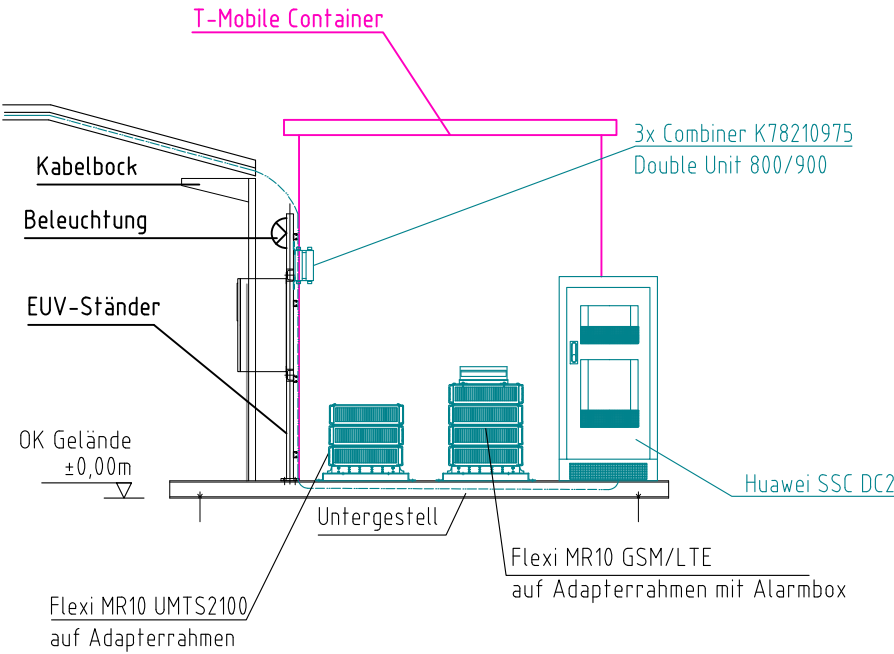 T-Mobile Container
3x Combiner K78210975
Double Unit 800/900
Kabelbock
Beleuchtung
EUV-Ständer
OK Gelände
±0,00m
Huawei SSC DC2
Untergestell
Flexi MR10 GSM/LTE
auf Adapterrahmen mit Alarmbox
Flexi MR10 UMTS2100
auf Adapterrahmen